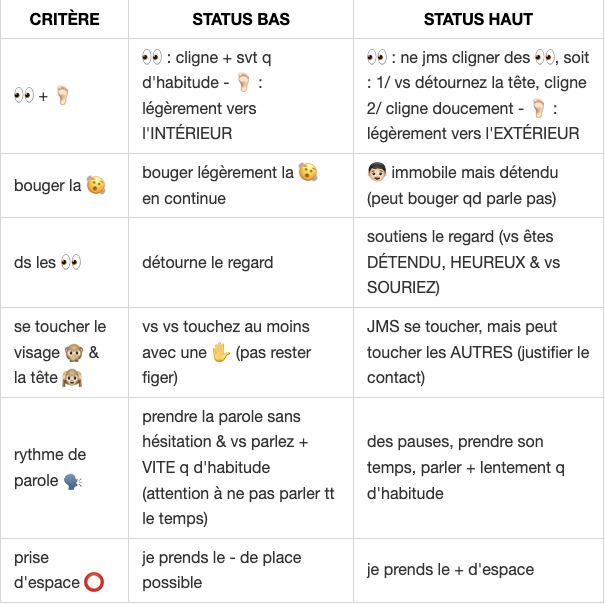 CRITÈRE
STATUS BAS
STATUS HAUT
👀 + 🦶🏻
👀 : cligne + svt q
d'habitude - 🦶🏻 :
légèrement vers
l'INTÉRIEUR
👀 : ne jms cligner des 👀, soit
: 1/ vs détournez la tête, cligne
2/ cligne doucement - 🦶🏻 :
légèrement vers l'EXTÉRIEUR
bouger la 🥳
bouger légèrement la 🥳
en continue
👦🏻 immobile mais détendu
(peut bouger qd parle pas)
ds les 👀
détourne le regard
soutiens le regard (vs êtes
DÉTENDU, HEUREUX & vs
SOURIEZ)
se toucher le
visage 🙊 &
la tête 🙉
vs vs touchez au moins
avec une ✋ (pas rester
figer)
JMS se toucher, mais peut
toucher les AUTRES (justifier le
contact)
rythme de
parole 🗣
prendre la parole sans
hésitation & vs parlez +
VITE q d'habitude
(attention à ne pas parler tt
le temps)
des pauses, prendre son
temps, parler + lentement q
d'habitude
prise
d'espace ⭕
je prends le - de place
possible
je prends le + d'espace